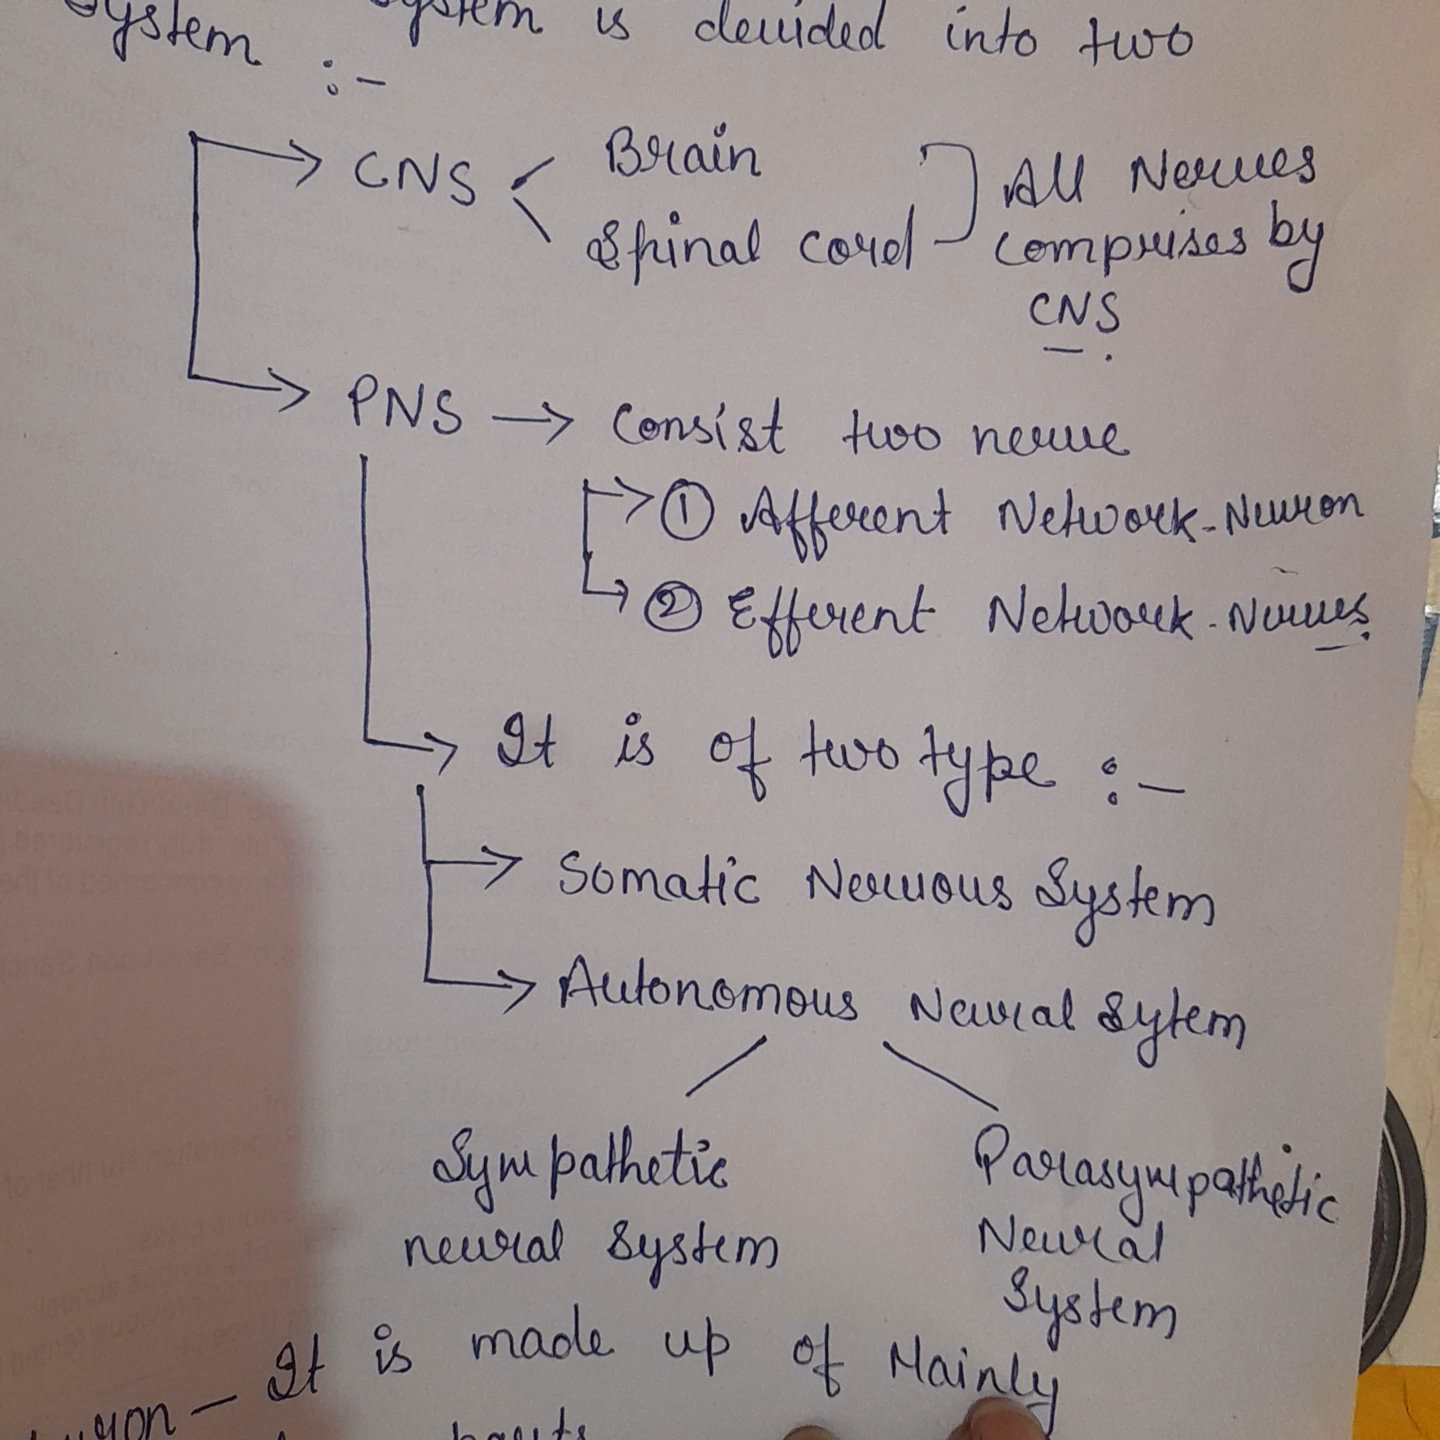 System is devided into two
System :-
CNS Brain
Spinal cord
All Nerves
comprises by
CNS
PNS → Consist two nerve
① Afferent Network-Neuron
② Efferent Network-Nerves
It is of two type :-
Somatic Nervous System
Autonomous Neural Sytem
Sympathetic
neural System
Parasympathetic
Neural
System
— It is made up of Mainly